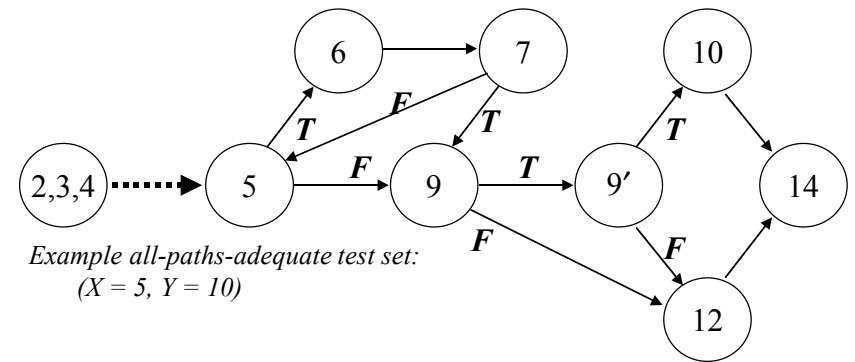 6
7
10
F
T
T
T
2,3,4
5
F
9
T
9′
14
F
F
Example all-paths-adequate test set:
(X = 5, Y = 10)
12